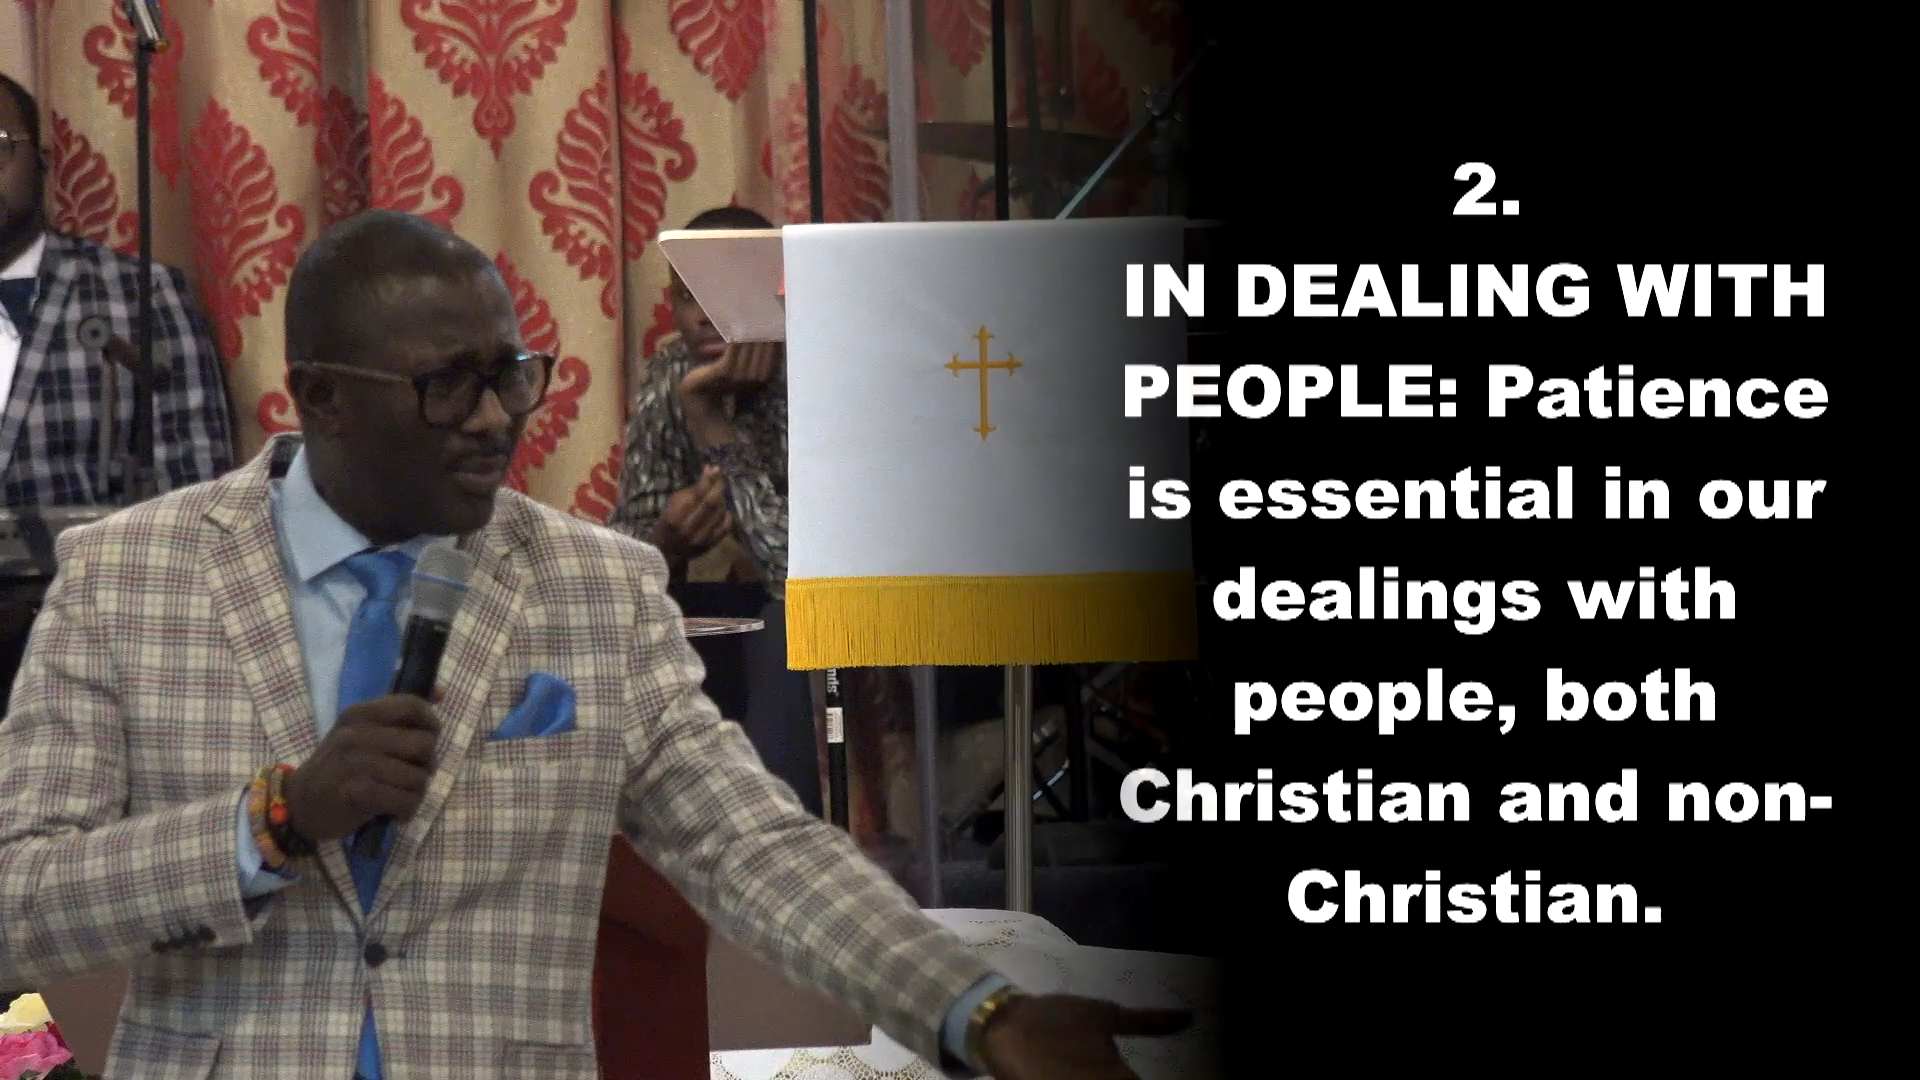 2.
IN DEALING WITH
PEOPLE: Patience
is essential in our
dealings with
people, both
Christian and non-
Christian.